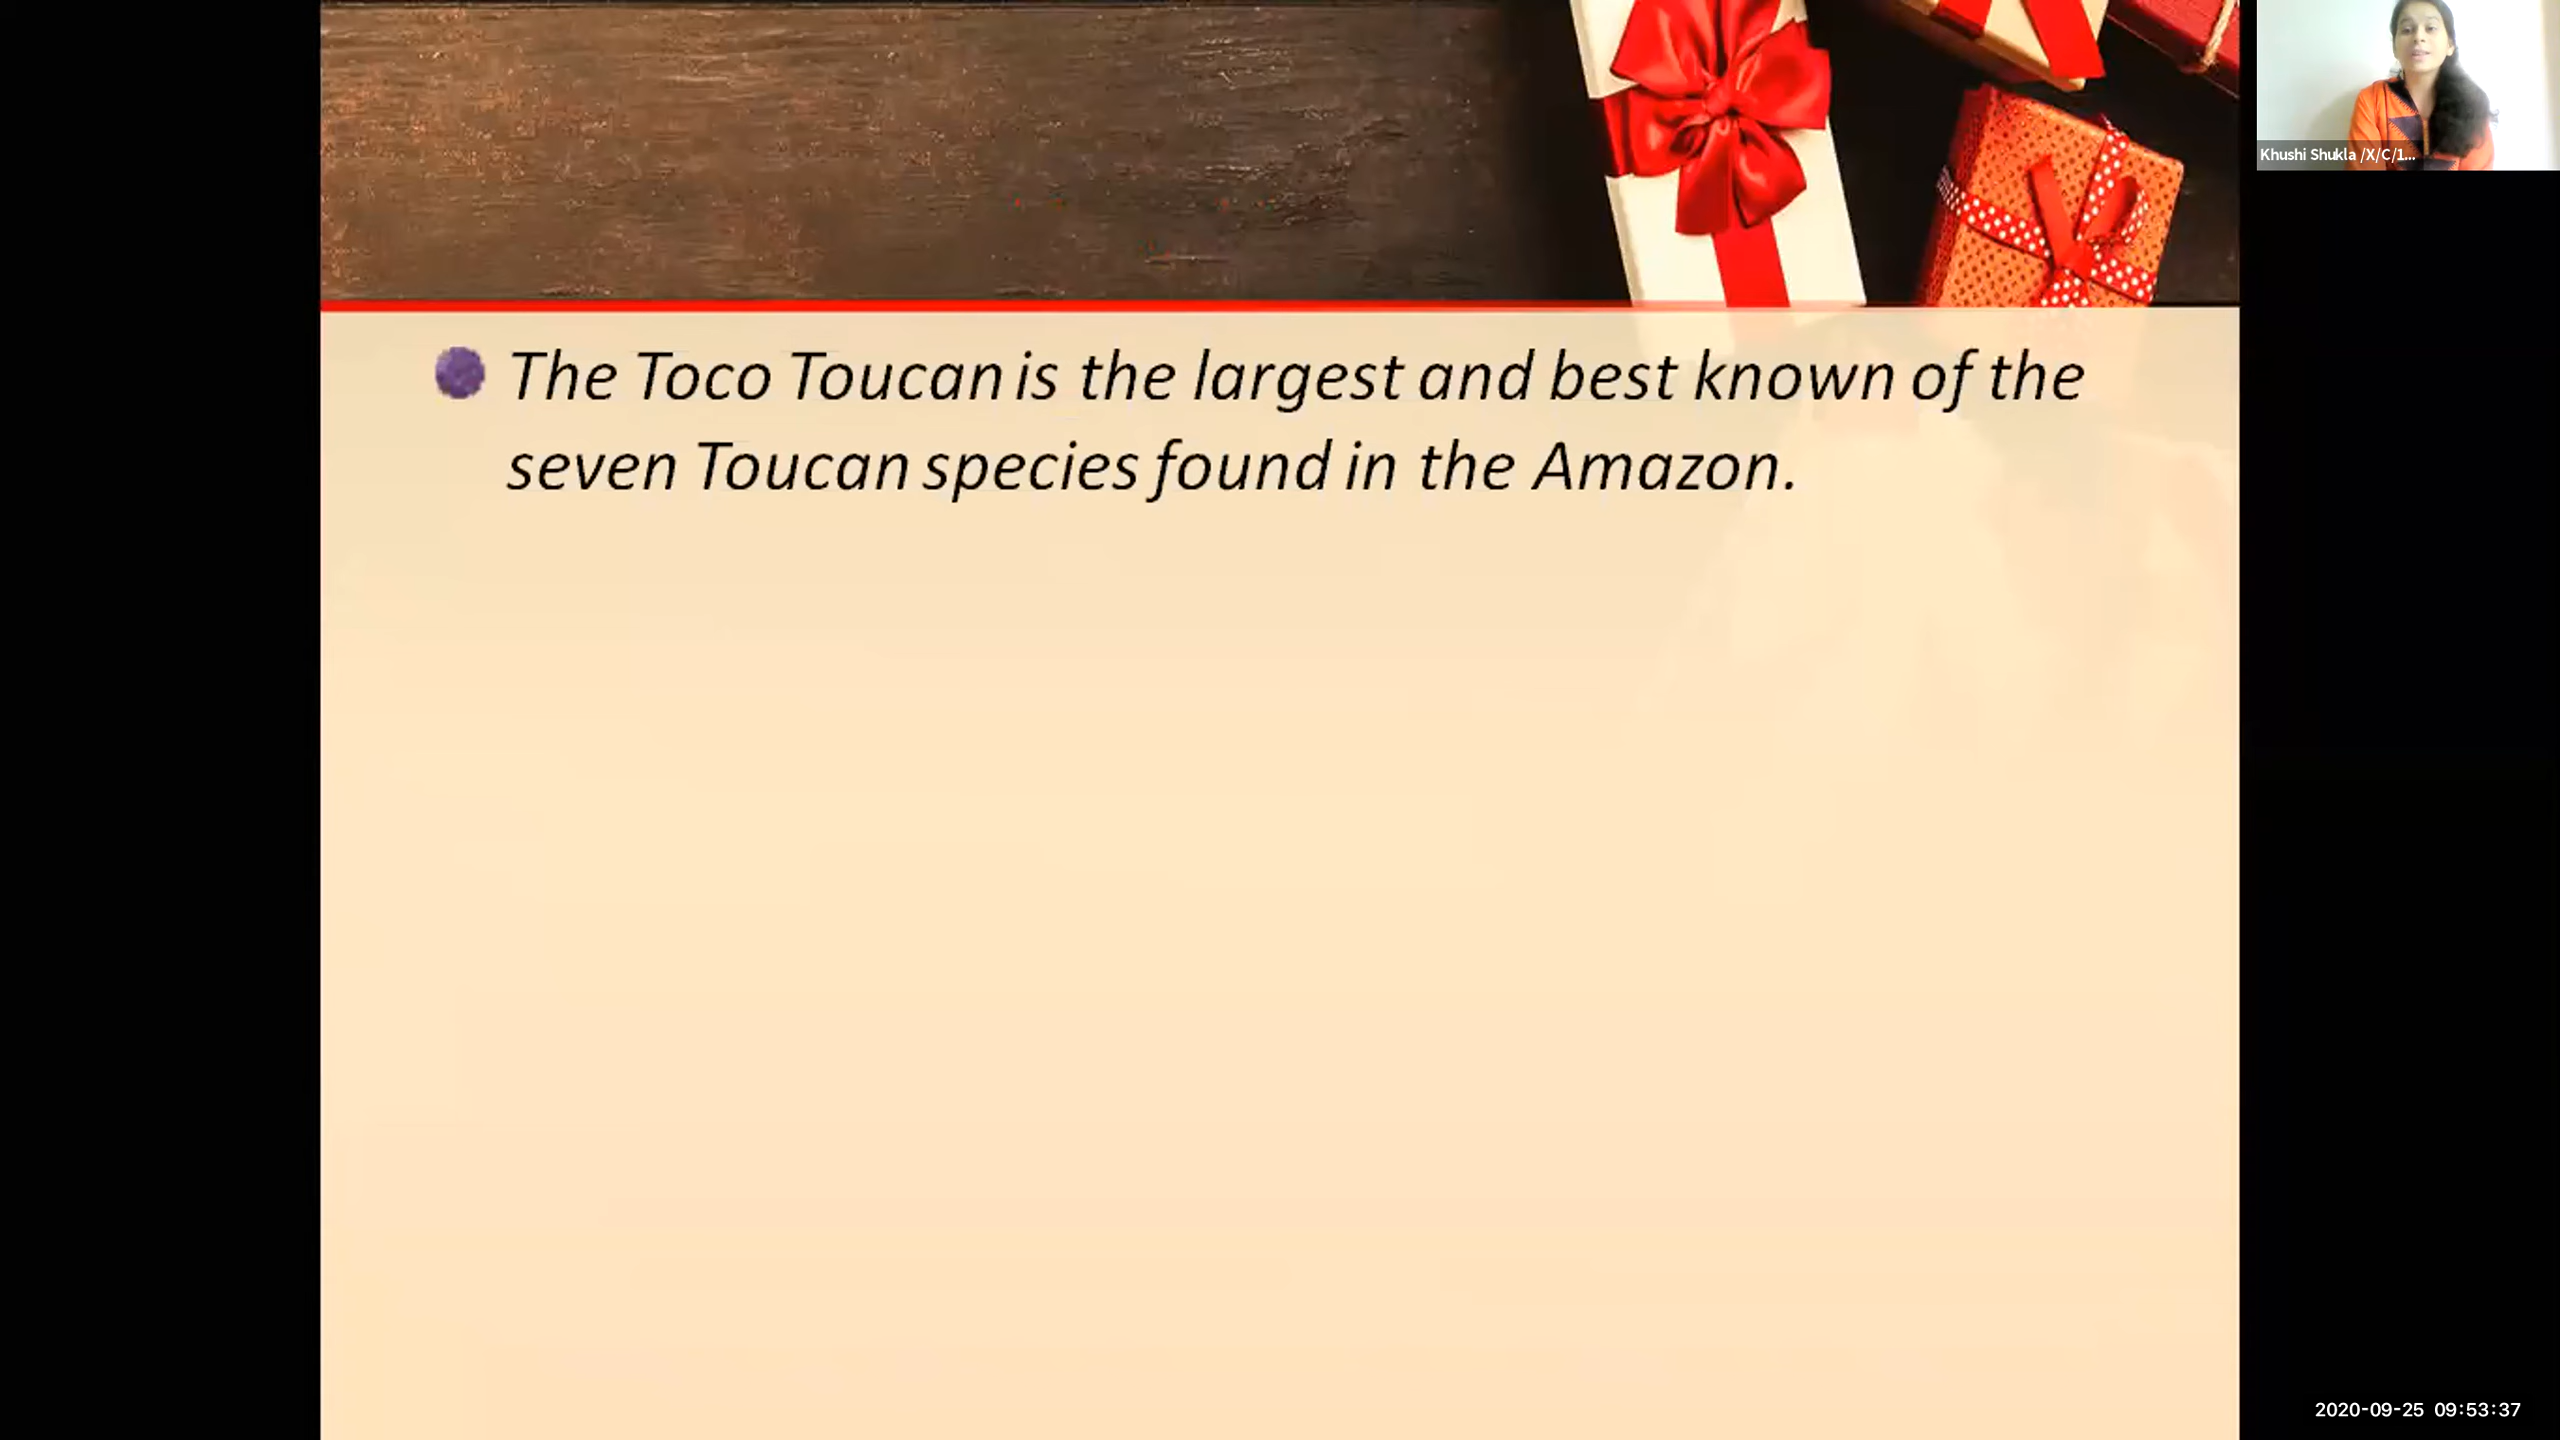 Khushi Shukla /X/C/1...
The Toco Toucan is the largest and best known of the
seven Toucan species found in the Amazon.
2020-09-25 09:53:37